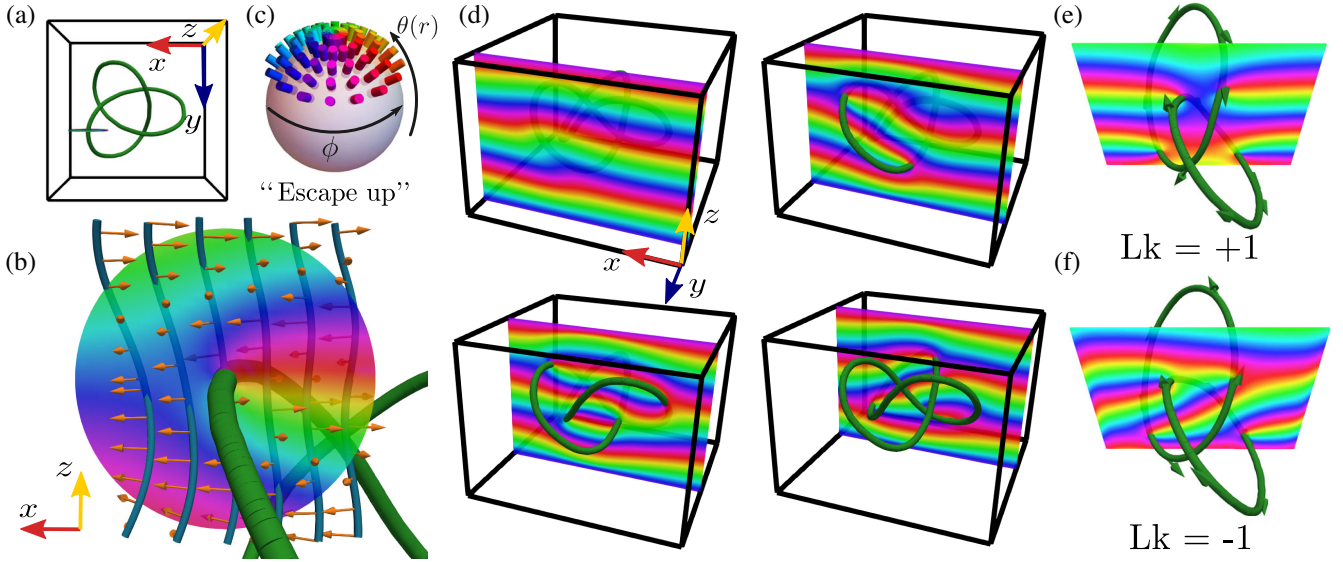 (a)
z
x
y
(c)
θ(r)
ϕ
“Escape up”
(b)
z
x
(d)
z
x
y
(e)
Lk = +1
(f)
Lk = -1